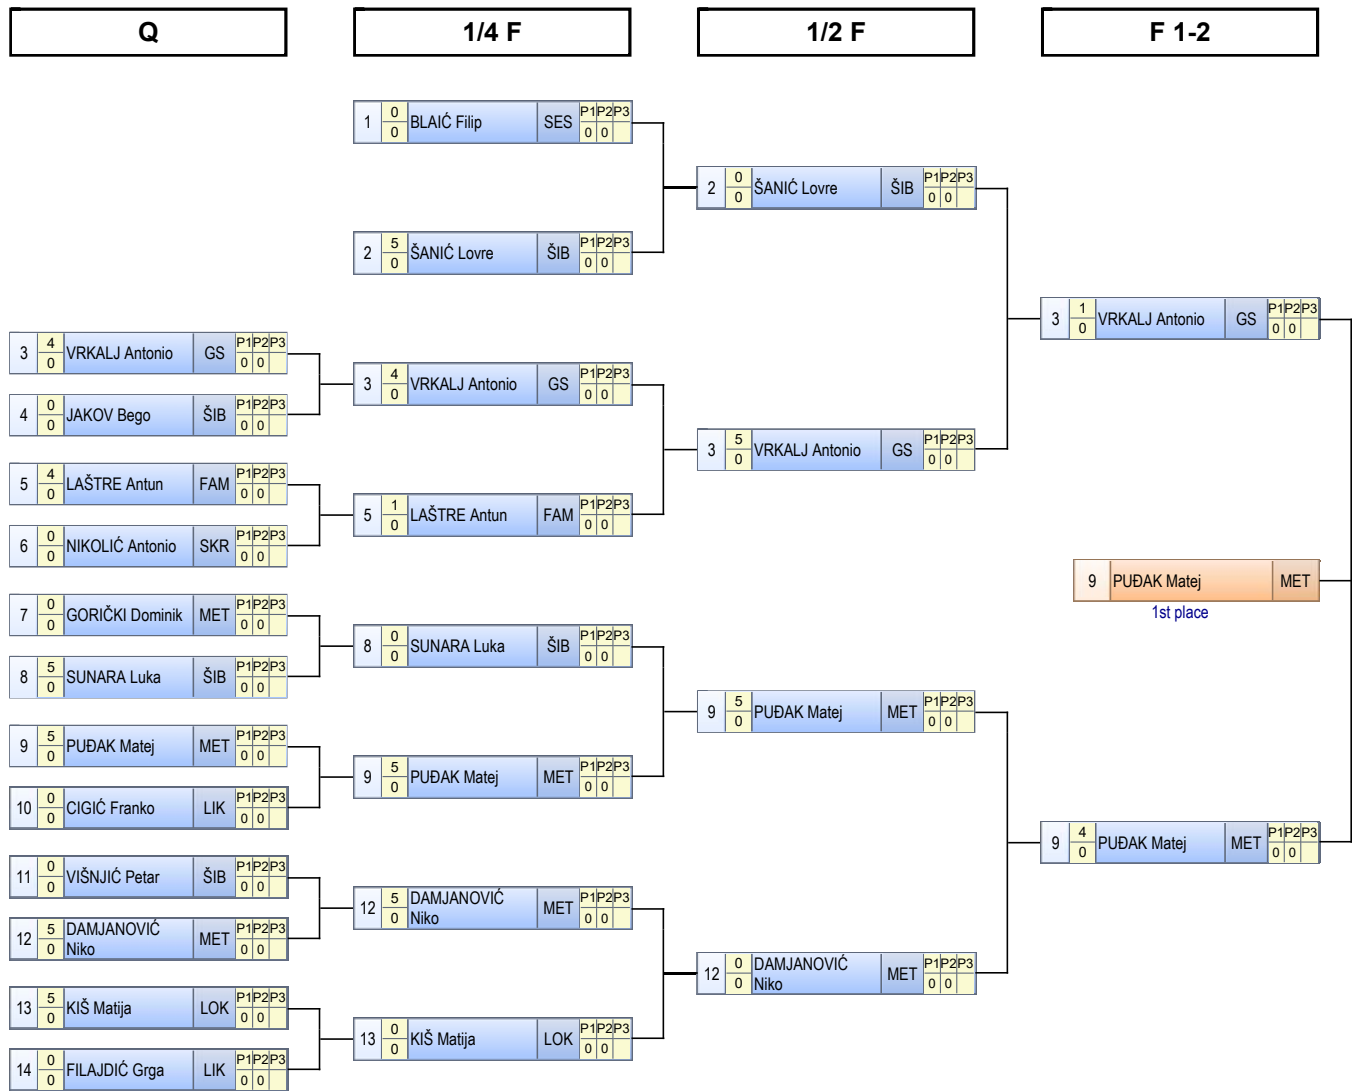 Q
1/4 F
1/2 F
F 1-2
1 0 BLAIĆ Filip SES P1 P2 P3
0 0 0
2 0 ŠANIĆ Lovre ŠIB P1 P2 P3
0 0 0
2 5 ŠANIĆ Lovre ŠIB P1 P2 P3
0 0 0
3 1 VRKALJ Antonio GS P1 P2 P3
0 0 0
3 4 VRKALJ Antonio GS P1 P2 P3
0 0 0
3 4 VRKALJ Antonio GS P1 P2 P3
0 0 0
4 0 JAKOV Bego ŠIB P1 P2 P3
0 0 0
3 5 VRKALJ Antonio GS P1 P2 P3
0 0 0
5 4 LAŠTRE Antun FAM P1 P2 P3
0 0 0
5 1 LAŠTRE Antun FAM P1 P2 P3
0 0 0
6 0 NIKOLIĆ Antonio SKR P1 P2 P3
0 0 0
9 PUĐAK Matej MET
1st place
7 0 GORIČKI Dominik MET P1 P2 P3
0 0 0
8 0 SUNARA Luka ŠIB P1 P2 P3
0 0 0
8 5 SUNARA Luka ŠIB P1 P2 P3
0 0 0
9 5 PUĐAK Matej MET P1 P2 P3
0 0 0
9 5 PUĐAK Matej MET P1 P2 P3
0 0 0
9 5 PUĐAK Matej MET P1 P2 P3
0 0 0
10 0 CIGIĆ Franko LIK P1 P2 P3
0 0 0
9 4 PUĐAK Matej MET P1 P2 P3
0 0 0
11 0 VIŠNJIĆ Petar ŠIB P1 P2 P3
0 0 0
12 5 DAMJANOVIĆ MET P1 P2 P3
0 Niko 0 0
12 5 DAMJANOVIĆ MET P1 P2 P3
0 Niko 0 0
12 0 DAMJANOVIĆ MET P1 P2 P3
0 Niko 0 0
13 5 KIŠ Matija LOK P1 P2 P3
0 0 0
13 0 KIŠ Matija LOK P1 P2 P3
0 0 0
14 0 FILAJDIĆ Grga LIK P1 P2 P3
0 0 0